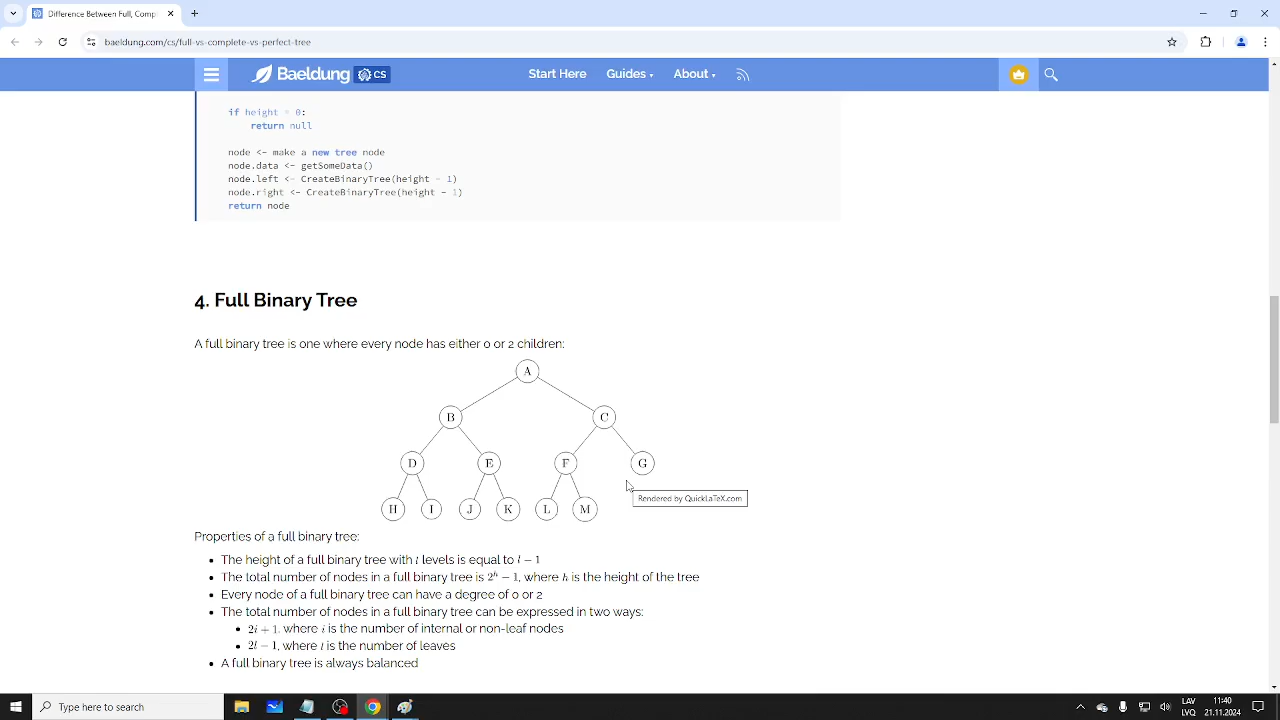 Difference Between Full, Comp
baeldung.com/cs/full-vs-complete-vs-perfect-tree
Baeldung CS Start Here Guides About
if height = 0:
return null
node <- make a new tree node
node.data <- getSomeData()
node.left <- CreateBinaryTree(height - 1)
node.right <- CreateBinaryTree(height - 1)
return node
4. Full Binary Tree
A full binary tree is one where every node has either 0 or 2 children:
A
B C
D E F G
Rendered by QuickLaTeX.com
H I J K L M
Properties of a full binary tree:
• The height of a full binary tree with l levels is equal to l − 1
• The total number of nodes in a full binary tree is 2^h − 1, where h is the height of the tree
• Every node of a full binary tree can have a degree of 0 or 2
• The total number of nodes in a full binary tree can be expressed in two ways:
• 2i + 1, where i is the number of internal or non-leaf nodes
• 2l − 1, where l is the number of leaves
• A full binary tree is always balanced
Type here to search
LAV 11:40
LVQ 21.11.2024